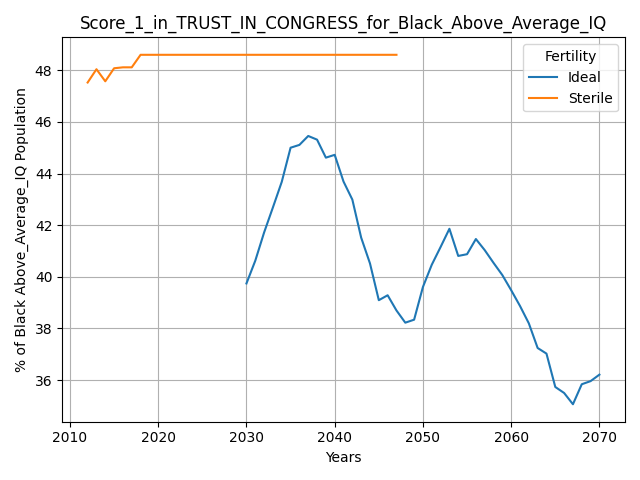 Score_1_in_TRUST_IN_CONGRESS_for_Black_Above_Average_IQ
Fertility
Ideal
Sterile
% of Black Above_Average_IQ Population
48
46
44
42
40
38
36
2010 2020 2030 2040 2050 2060 2070
Years